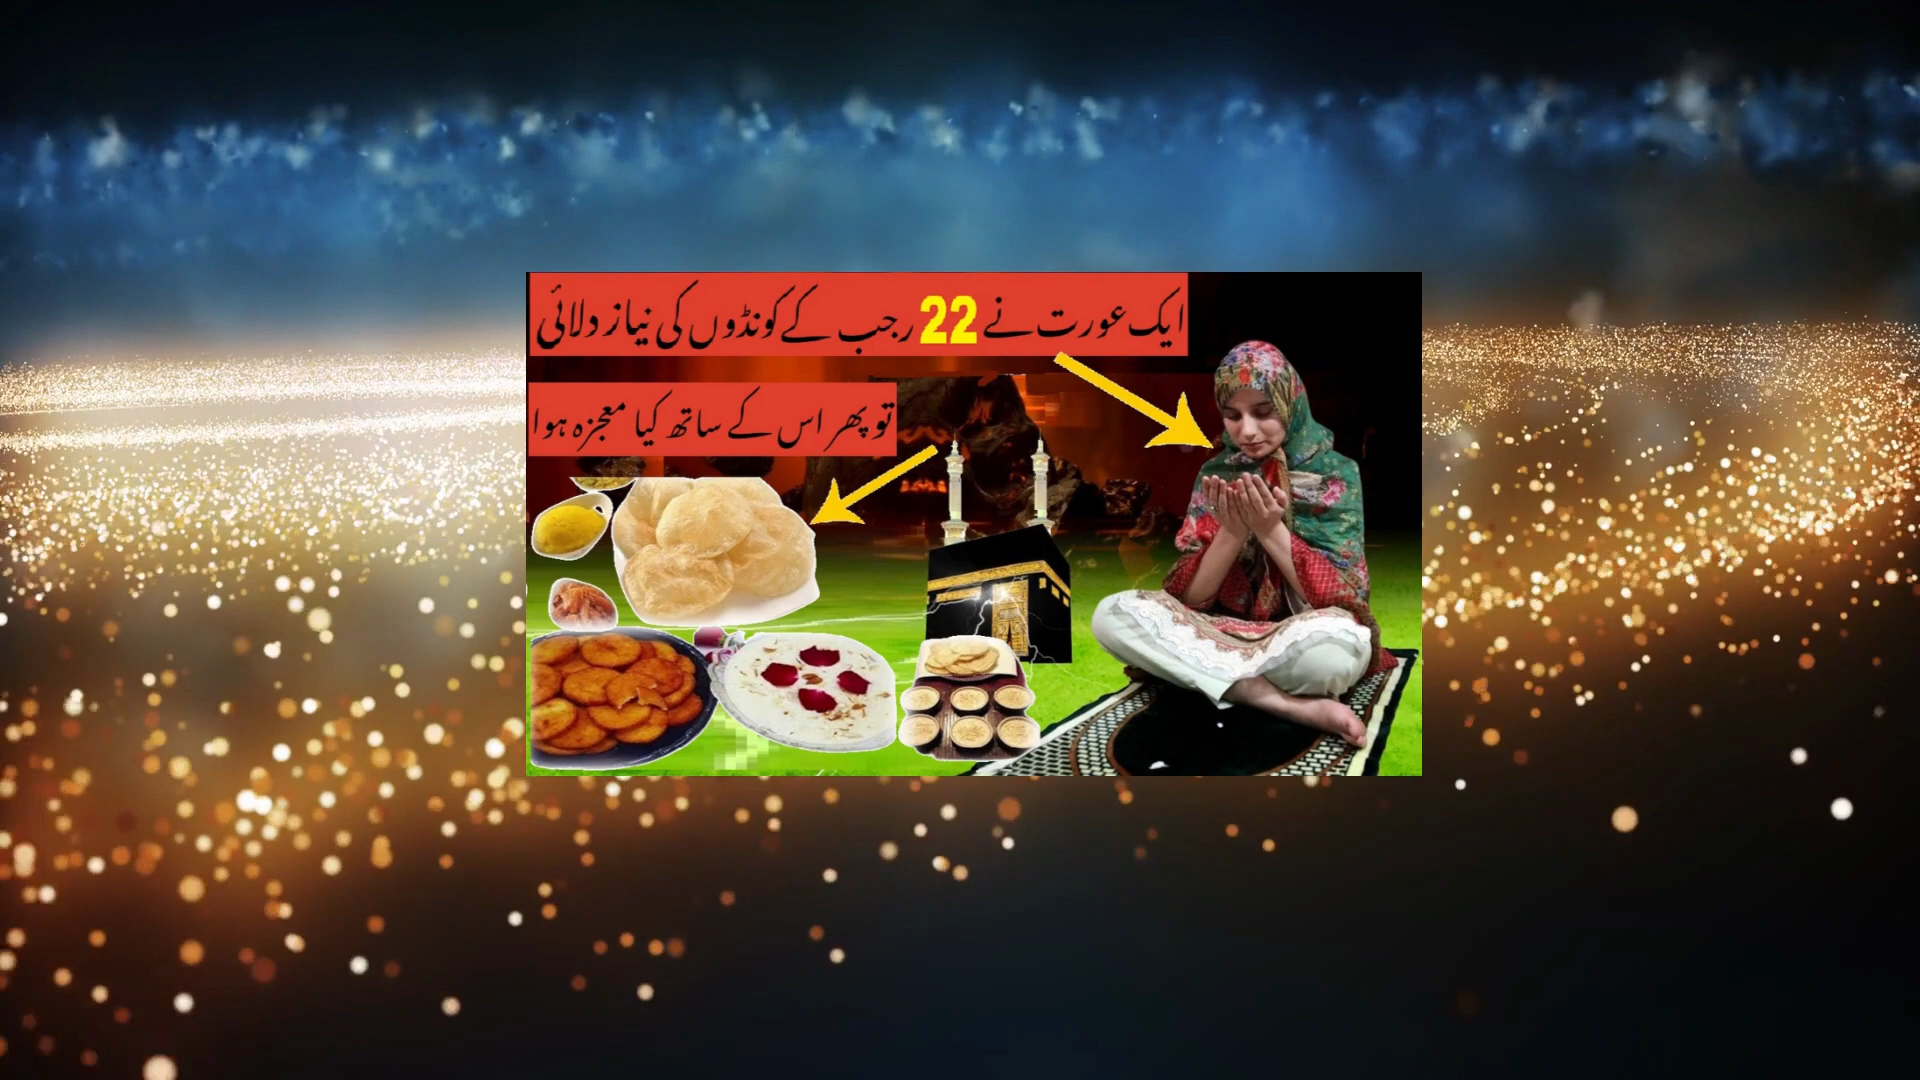 ایک عورت نے 22 رجب کے کونڈوں کی نیاز دلائی
تو پھر اس کے ساتھ کیا معجزہ ہوا